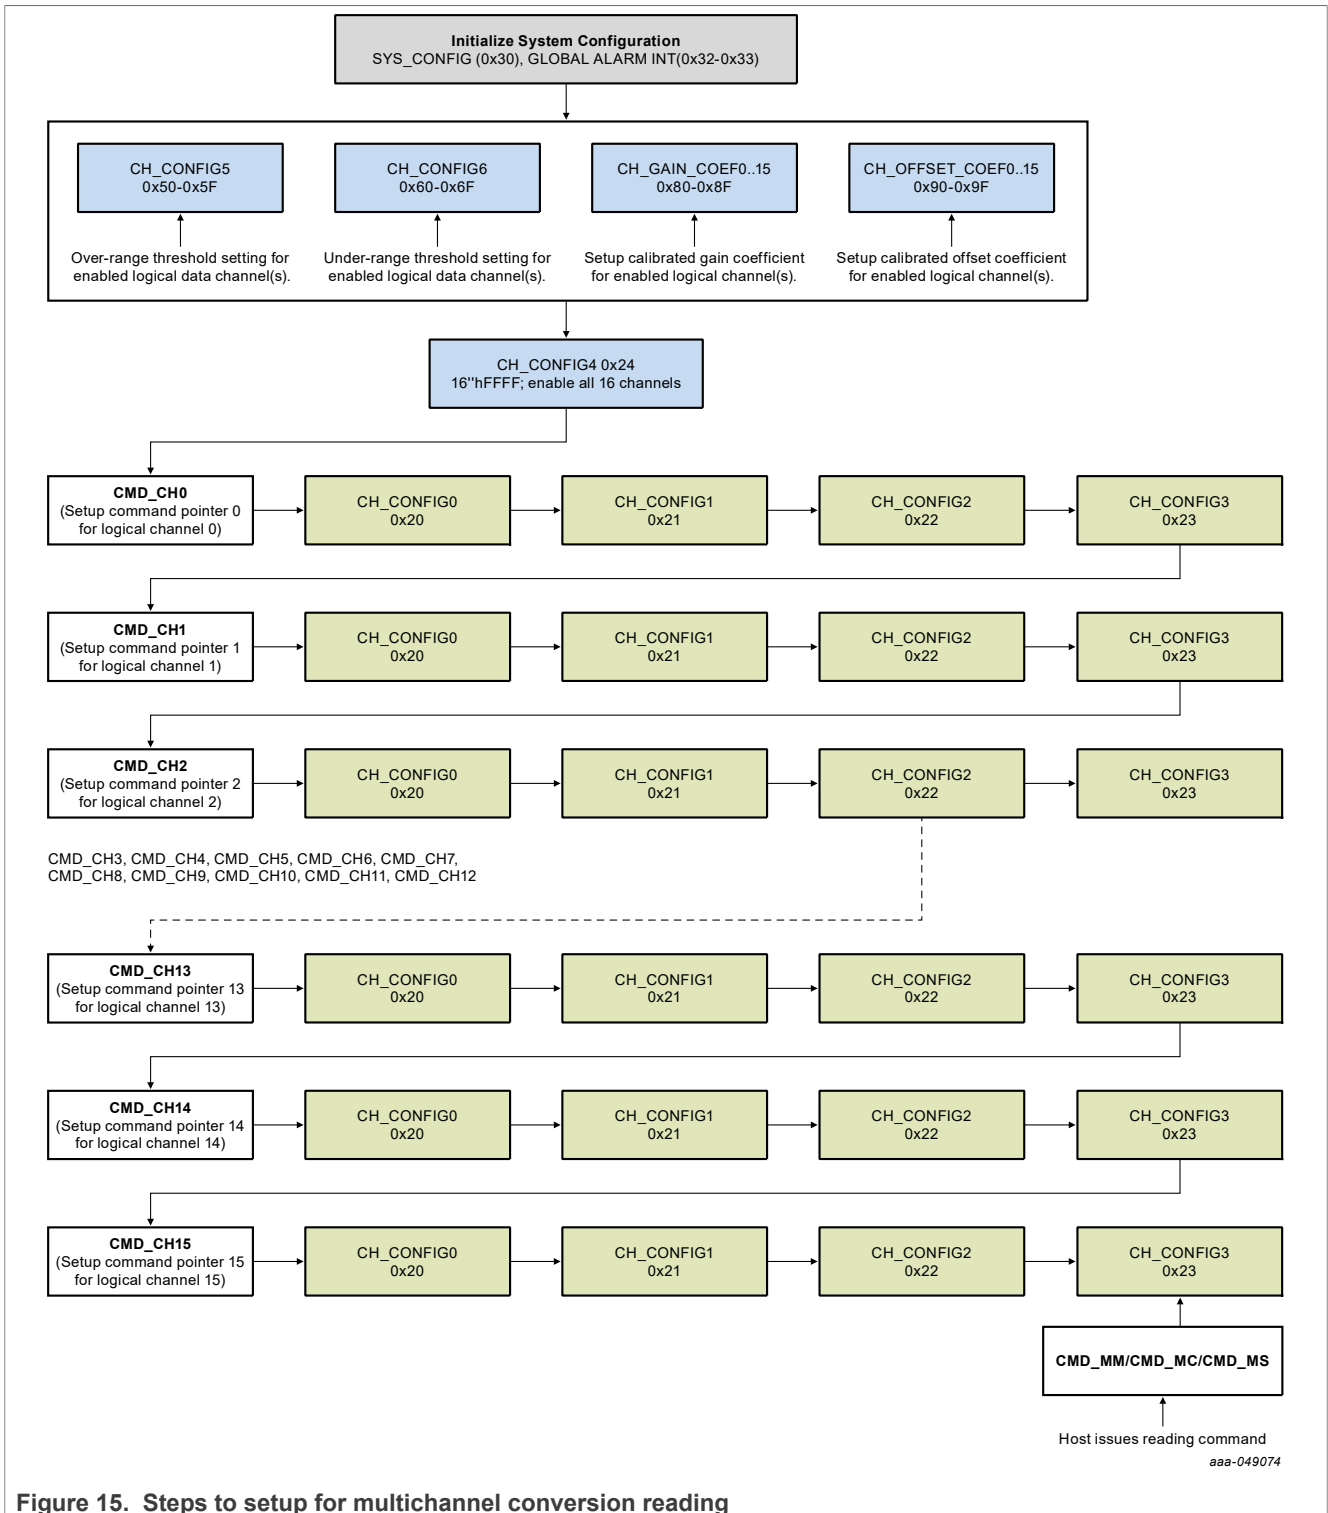 Initialize System Configuration
SYS_CONFIG (0x30), GLOBAL ALARM INT(0x32-0x33)
CH_CONFIG5
0x50-0x5F
CH_CONFIG6
0x60-0x6F
CH_GAIN_COEF0..15
0x80-0x8F
CH_OFFSET_COEF0..15
0x90-0x9F
Over-range threshold setting for
enabled logical data channel(s).
Under-range threshold setting for
enabled logical data channel(s).
Setup calibrated gain coefficient
for enabled logical channel(s).
Setup calibrated offset coefficient
for enabled logical channel(s).
CH_CONFIG4 0x24
16"hFFFF; enable all 16 channels
CMD_CH0
(Setup command pointer 0
for logical channel 0)
CH_CONFIG0
0x20
CH_CONFIG1
0x21
CH_CONFIG2
0x22
CH_CONFIG3
0x23
CMD_CH1
(Setup command pointer 1
for logical channel 1)
CH_CONFIG0
0x20
CH_CONFIG1
0x21
CH_CONFIG2
0x22
CH_CONFIG3
0x23
CMD_CH2
(Setup command pointer 2
for logical channel 2)
CH_CONFIG0
0x20
CH_CONFIG1
0x21
CH_CONFIG2
0x22
CH_CONFIG3
0x23
CMD_CH3, CMD_CH4, CMD_CH5, CMD_CH6, CMD_CH7,
CMD_CH8, CMD_CH9, CMD_CH10, CMD_CH11, CMD_CH12
CMD_CH13
(Setup command pointer 13
for logical channel 13)
CH_CONFIG0
0x20
CH_CONFIG1
0x21
CH_CONFIG2
0x22
CH_CONFIG3
0x23
CMD_CH14
(Setup command pointer 14
for logical channel 14)
CH_CONFIG0
0x20
CH_CONFIG1
0x21
CH_CONFIG2
0x22
CH_CONFIG3
0x23
CMD_CH15
(Setup command pointer 15
for logical channel 15)
CH_CONFIG0
0x20
CH_CONFIG1
0x21
CH_CONFIG2
0x22
CH_CONFIG3
0x23
CMD_MM/CMD_MC/CMD_MS
Host issues reading command
aaa-049074
Figure 15. Steps to setup for multichannel conversion reading